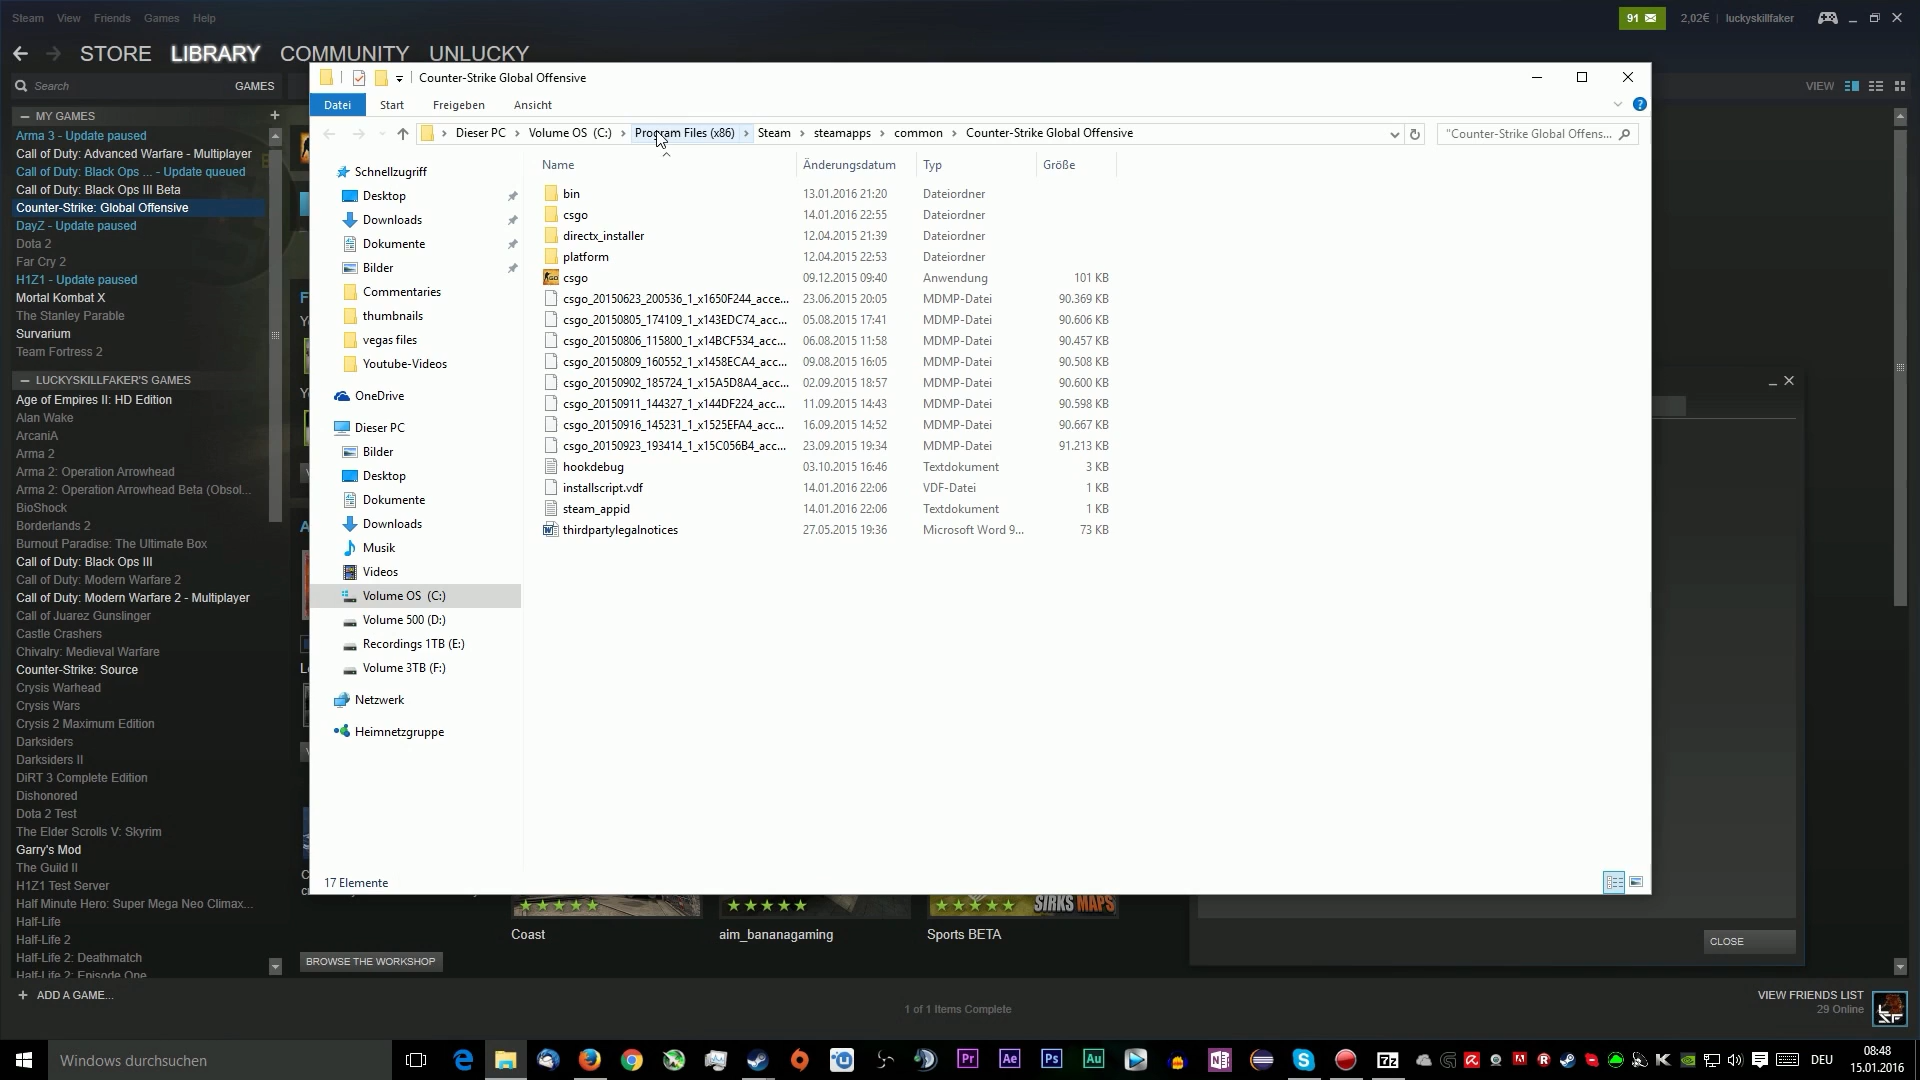 Steam View Friends Games Help
91 2,02€ luckyskillfaker
STORE LIBRARY COMMUNITY UNLUCKY
Search GAMES
VIEW
MY GAMES +
Arma 3 - Update paused
Call of Duty: Advanced Warfare - Multiplayer
Call of Duty: Black Ops ... - Update queued
Call of Duty: Black Ops III Beta
Counter-Strike: Global Offensive
DayZ - Update paused
Dota 2
Far Cry 2
H1Z1 - Update paused
Mortal Kombat X
The Stanley Parable
Survarium
Team Fortress 2
LUCKYSKILLFAKER'S GAMES
Age of Empires II: HD Edition
Alan Wake
ArcaniA
Arma 2
Arma 2: Operation Arrowhead
Arma 2: Operation Arrowhead Beta (Obsol...
BioShock
Borderlands 2
Burnout Paradise: The Ultimate Box
Call of Duty: Black Ops III
Call of Duty: Modern Warfare 2
Call of Duty: Modern Warfare 2 - Multiplayer
Call of Juarez Gunslinger
Castle Crashers
Chivalry: Medieval Warfare
Counter-Strike: Source
Crysis Warhead
Crysis Wars
Crysis 2 Maximum Edition
Darksiders
Darksiders II
DiRT 3 Complete Edition
Dishonored
Dota 2 Test
The Elder Scrolls V: Skyrim
Garry's Mod
The Guild II
H1Z1 Test Server
Half Minute Hero: Super Mega Neo Climax...
Half-Life
Half-Life 2
Half-Life 2: Deathmatch
Half-Life 2: Episode One
+ ADD A GAME...
Counter-Strike Global Offensive
Datei Start Freigeben Ansicht
Dieser PC Volume OS (C:) Program Files (x86) Steam steamapps common Counter-Strike Global Offensive
"Counter-Strike Global Offens...
Schnellzugriff
Desktop
Downloads
Dokumente
Bilder
Commentaries
thumbnails
vegas files
Youtube-Videos
OneDrive
Dieser PC
Bilder
Desktop
Dokumente
Downloads
Musik
Videos
Volume OS (C:)
Volume 500 (D:)
Recordings 1TB (E:)
Volume 3TB (F:)
Netzwerk
Heimnetzgruppe
Name Änderungsdatum Typ Größe
bin 13.01.2016 21:20 Dateiordner
csgo 14.01.2016 22:55 Dateiordner
directx_installer 12.04.2015 21:39 Dateiordner
platform 12.04.2015 22:53 Dateiordner
csgo 09.12.2015 09:40 Anwendung 101 KB
csgo_20150623_200536_1_x1650F244_acce... 23.06.2015 20:05 MDMP-Datei 90.369 KB
csgo_20150805_174109_1_x143EDC74_acc... 05.08.2015 17:41 MDMP-Datei 90.606 KB
csgo_20150806_115800_1_x14BCF534_acc... 06.08.2015 11:58 MDMP-Datei 90.457 KB
csgo_20150809_160552_1_x1458ECA4_acc... 09.08.2015 16:05 MDMP-Datei 90.508 KB
csgo_20150902_185724_1_x15A5D8A4_acc... 02.09.2015 18:57 MDMP-Datei 90.600 KB
csgo_20150911_144327_1_x144DF224_acc... 11.09.2015 14:43 MDMP-Datei 90.598 KB
csgo_20150916_145231_1_x1525EFA4_acc... 16.09.2015 14:52 MDMP-Datei 90.667 KB
csgo_20150923_193414_1_x15C056B4_acc... 23.09.2015 19:34 MDMP-Datei 91.213 KB
hookdebug 03.10.2015 16:46 Textdokument 3 KB
installscript.vdf 14.01.2016 22:06 VDF-Datei 1 KB
steam_appid 14.01.2016 22:06 Textdokument 1 KB
thirdpartylegalnotices 27.05.2015 19:36 Microsoft Word 9... 73 KB
17 Elemente
SIRKS MAPS
Coast aim_bananagaming Sports BETA
CLOSE
BROWSE THE WORKSHOP
1 of 1 Items Complete
VIEW FRIENDS LIST
29 Online
Windows durchsuchen
Pr Ae Ps Au
DEU
08:48
15.01.2016